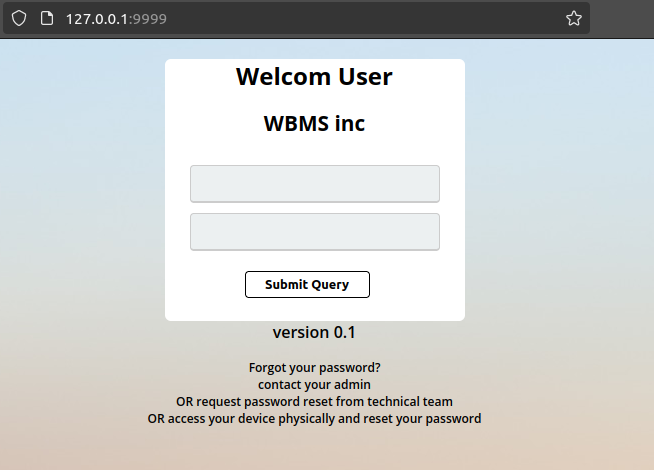 127.0.0.1:9999
Welcom User
WBMS inc
Submit Query
version 0.1
Forgot your password?
contact your admin
OR request password reset from technical team
OR access your device physically and reset your password